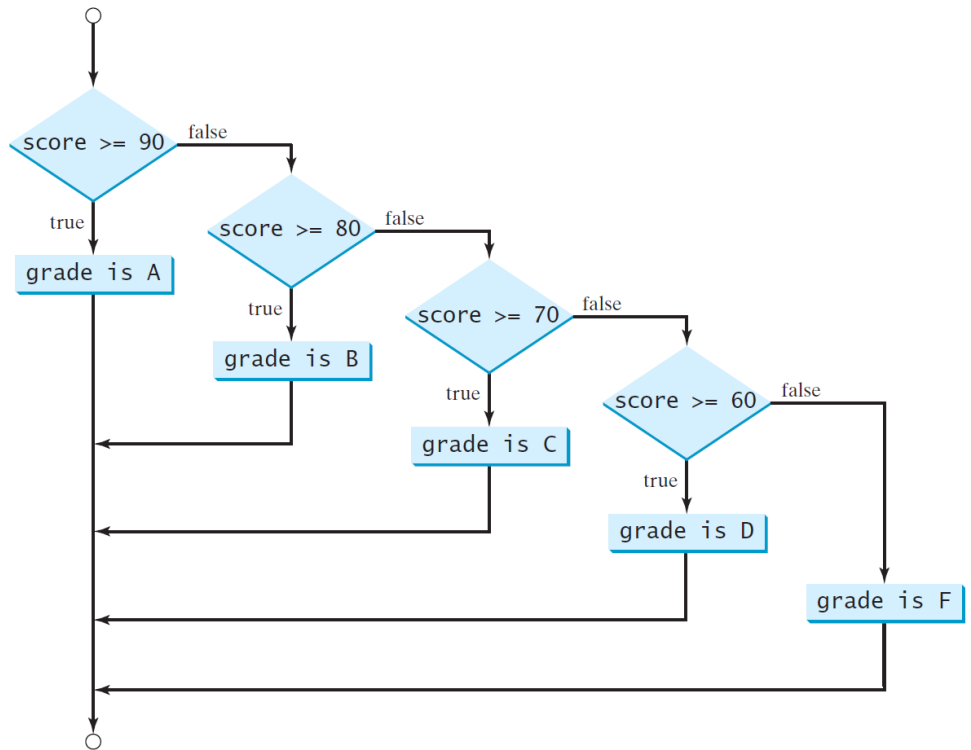 score >= 90
false
true
grade is A
score >= 80
false
true
grade is B
score >= 70
false
true
grade is C
score >= 60
false
true
grade is D
grade is F